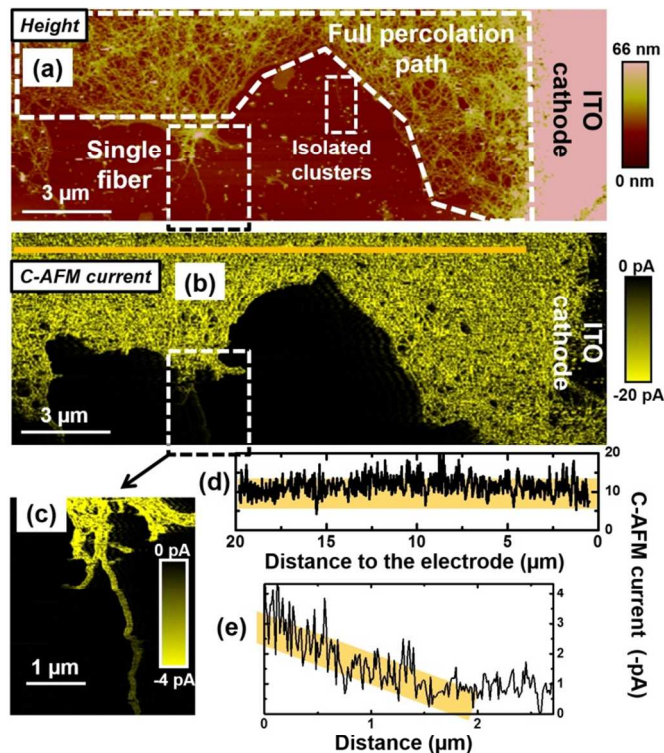 Height
(a)
Full percolation
path
66 nm
ITO
cathode
Single
fiber
Isolated
clusters
3 µm
0 nm
C-AFM current
(b)
0 pA
ITO
cathode
3 µm
-20 pA
(c)
0 pA
-4 pA
1 µm
(d)
20
10
0
20 15 10 5 0
Distance to the electrode (µm)
C-AFM current (-pA)
(e)
4
3
2
1
0
0 1 2
Distance (µm)